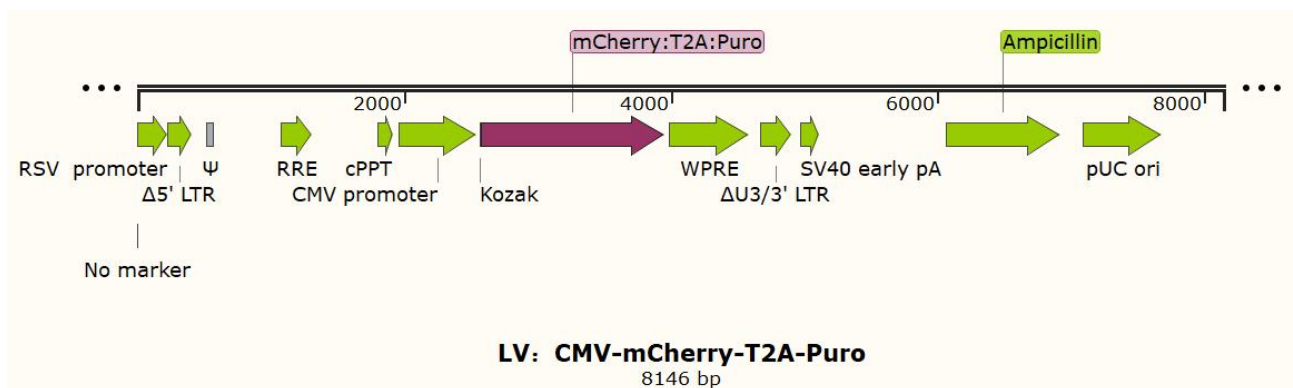 mCherry:T2A:Puro
Ampicillin
2000
4000
6000
8000
RSV promoter
Ψ
RRE
cPPT
WPRE
SV40 early pA
pUC ori
Δ5' LTR
CMV promoter
Kozak
ΔU3/3' LTR
No marker
LV：CMV-mCherry-T2A-Puro
8146 bp